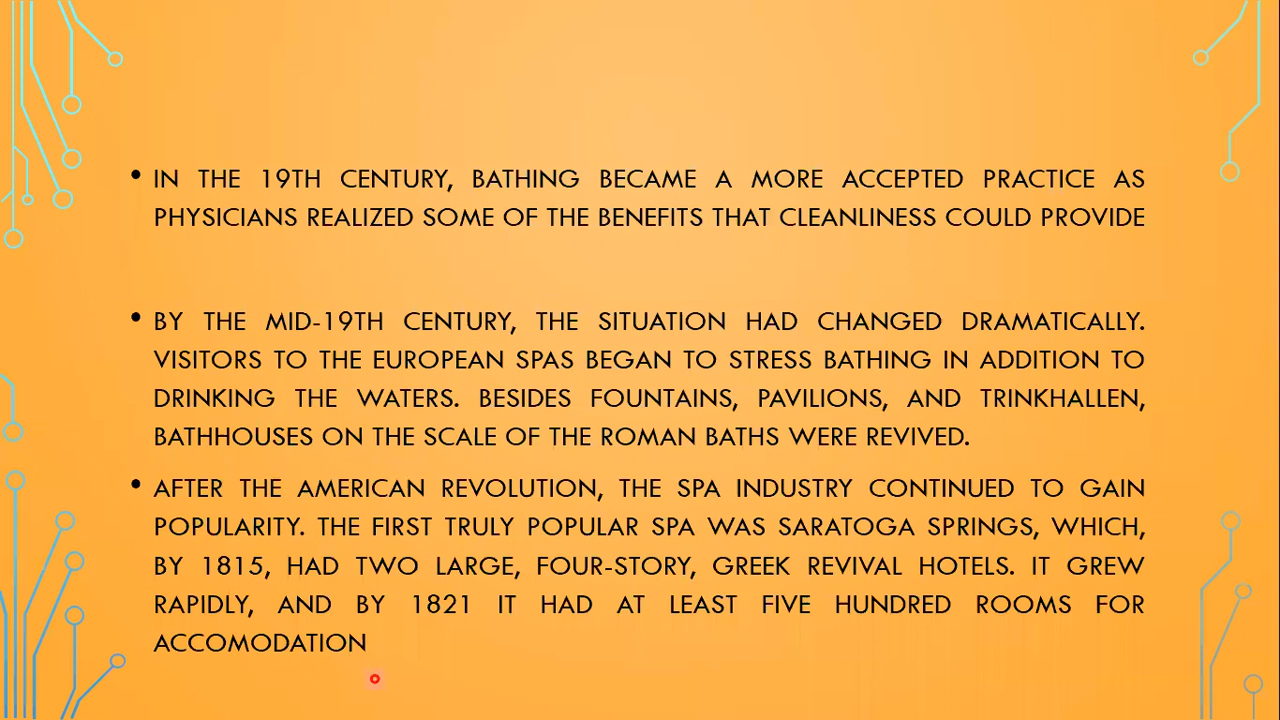 • IN THE 19TH CENTURY, BATHING BECAME A MORE ACCEPTED PRACTICE AS
PHYSICIANS REALIZED SOME OF THE BENEFITS THAT CLEANLINESS COULD PROVIDE
• BY THE MID-19TH CENTURY, THE SITUATION HAD CHANGED DRAMATICALLY.
VISITORS TO THE EUROPEAN SPAS BEGAN TO STRESS BATHING IN ADDITION TO
DRINKING THE WATERS. BESIDES FOUNTAINS, PAVILIONS, AND TRINKHALLEN,
BATHHOUSES ON THE SCALE OF THE ROMAN BATHS WERE REVIVED.
• AFTER THE AMERICAN REVOLUTION, THE SPA INDUSTRY CONTINUED TO GAIN
POPULARITY. THE FIRST TRULY POPULAR SPA WAS SARATOGA SPRINGS, WHICH,
BY 1815, HAD TWO LARGE, FOUR-STORY, GREEK REVIVAL HOTELS. IT GREW
RAPIDLY, AND BY 1821 IT HAD AT LEAST FIVE HUNDRED ROOMS FOR
ACCOMODATION